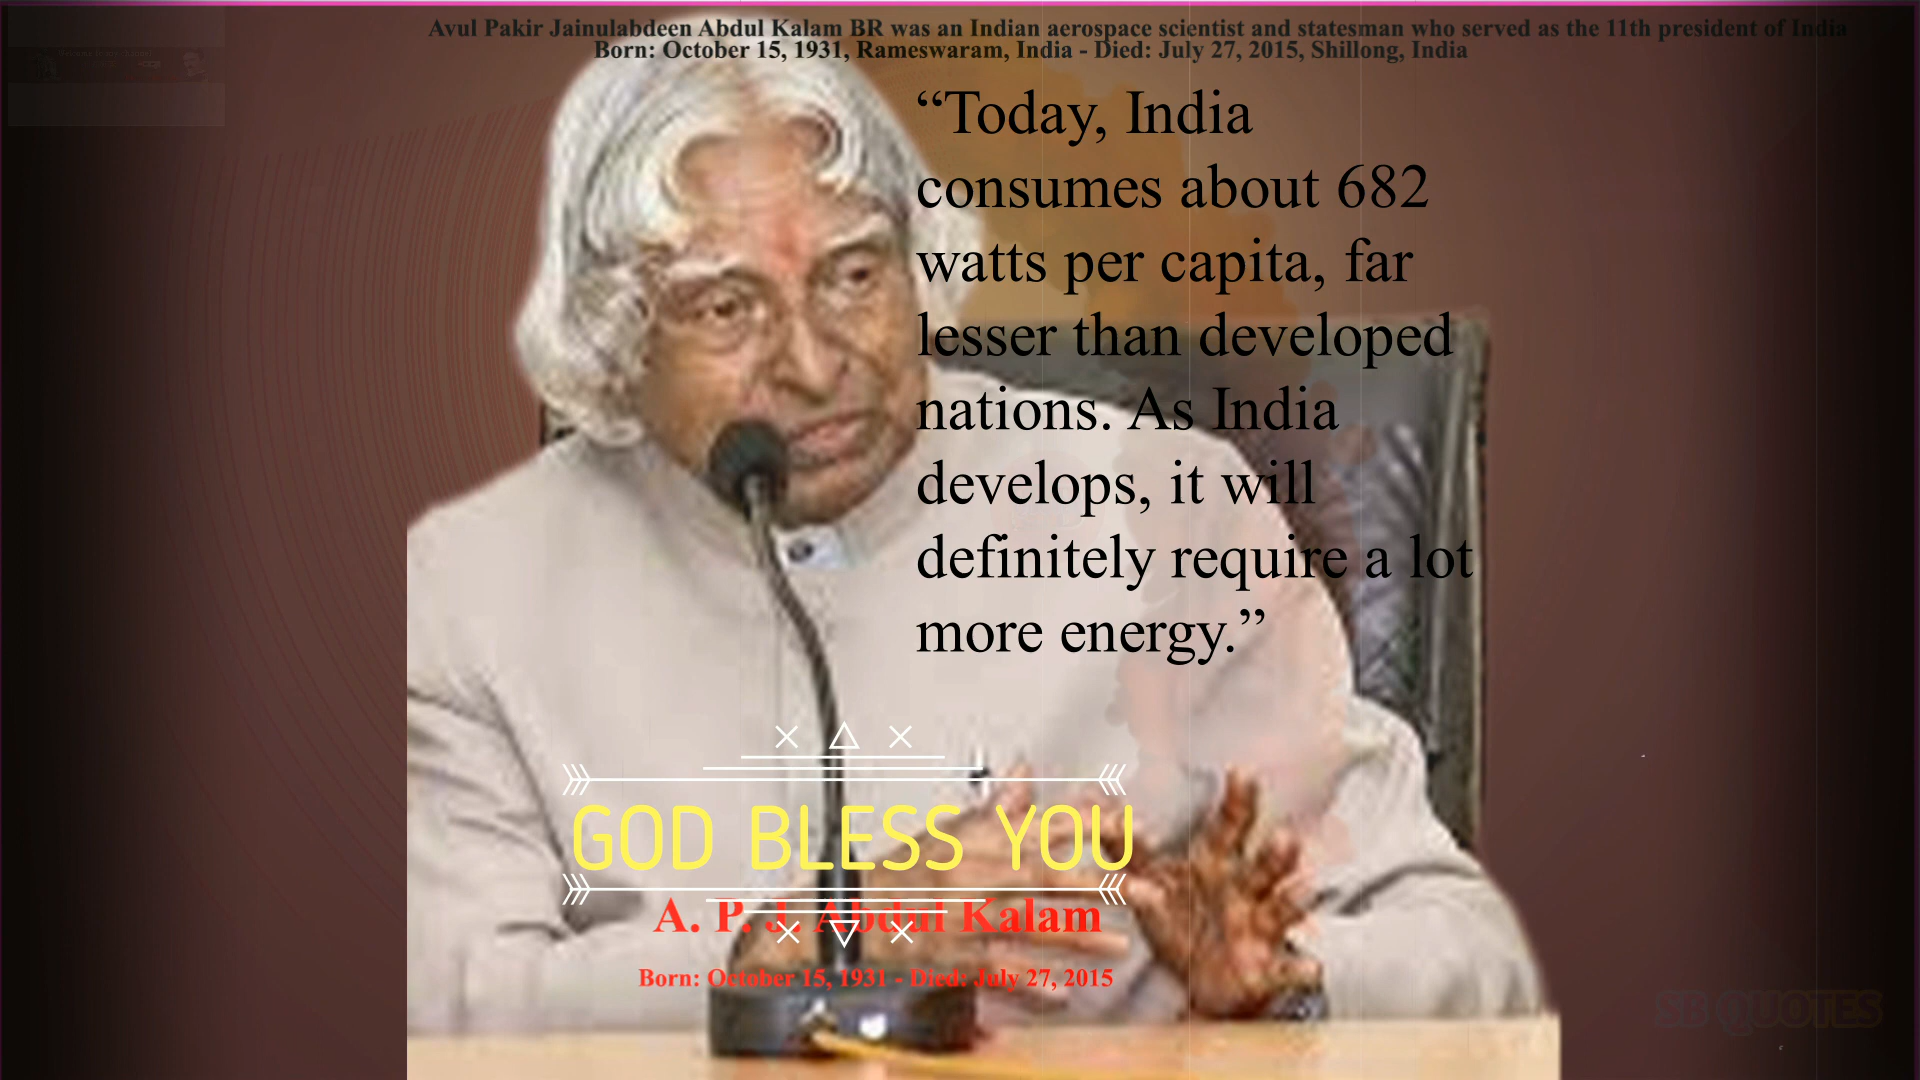 Avul Pakir Jainulabdeen Abdul Kalam BR was an Indian aerospace scientist and statesman who served as the 11th president of India
Born: October 15, 1931, Rameswaram, India - Died: July 27, 2015, Shillong, India
“Today, India
consumes about 682
watts per capita, far
lesser than developed
nations. As India
develops, it will
definitely require a lot
more energy.”
GOD BLESS YOU
A. P. J. Abdul Kalam
Born: October 15, 1931 - Died: July 27, 2015
SB QUOTES